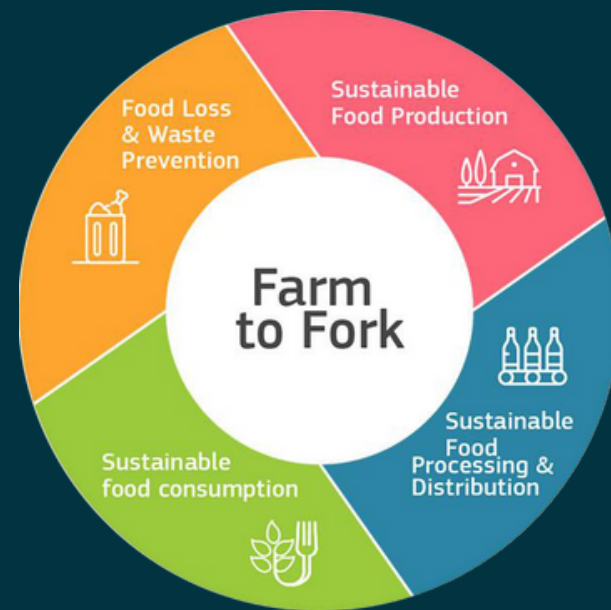 Farm
to Fork
Sustainable
Food Production
Sustainable
Food
Processing &
Distribution
Sustainable
food consumption
Food Loss
& Waste
Prevention